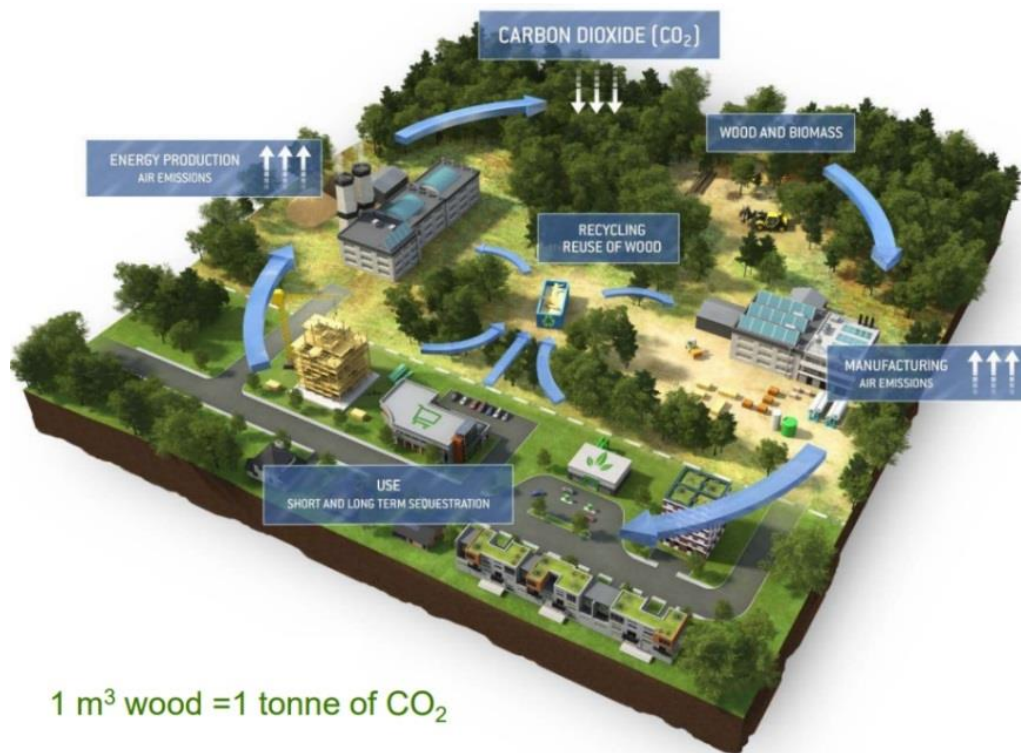 CARBON DIOXIDE (CO₂)
WOOD AND BIOMASS
ENERGY PRODUCTION
AIR EMISSIONS
RECYCLING
REUSE OF WOOD
MANUFACTURING
AIR EMISSIONS
USE
SHORT AND LONG TERM SEQUESTRATION
1 m³ wood =1 tonne of CO₂